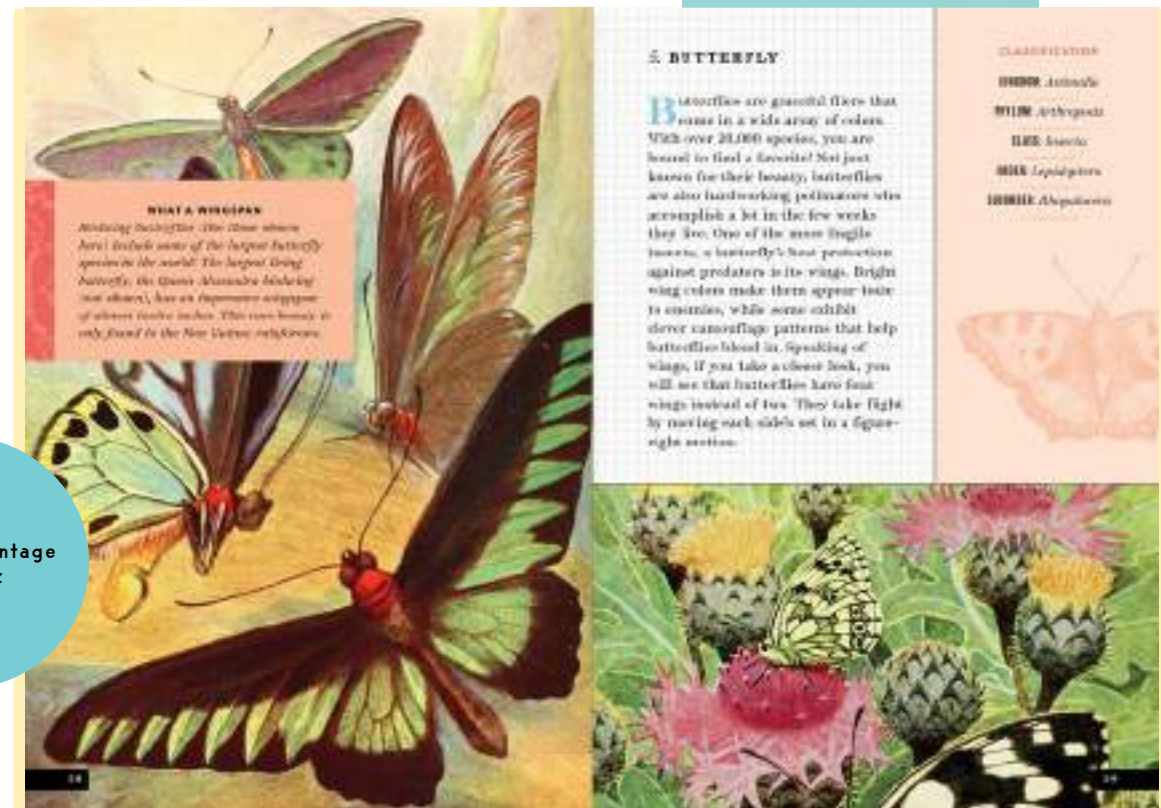 WHAT A WINGSPAN
Birdwing butterflies (like those shown
here) include some of the largest butterfly
species in the world! The largest living
butterfly, the Queen Alexandra birdwing
(not shown), has an impressive wingspan
of almost twelve inches. This rare beauty is
only found in the New Guinea rainforests.
ntage
5. BUTTERFLY
Butterflies are graceful fliers that
come in a wide array of colors.
With over 20,000 species, you are
bound to find a favorite! Not just
known for their beauty, butterflies
are also hardworking pollinators who
accomplish a lot in the few weeks
they live. One of the more fragile
insects, a butterfly's best protection
against predators is its wings. Bright
wing colors make them appear toxic
to enemies, while some exhibit
clever camouflage patterns that help
butterflies blend in. Speaking of
wings, if you take a closer look, you
will see that butterflies have four
wings instead of two. They take flight
by moving each side's set in a figure-
eight motion.
CLASSIFICATION
KINGDOM: Animalia
PHYLUM: Arthropoda
CLASS: Insecta
ORDER: Lepidoptera
SUBORDER: Rhopalocera